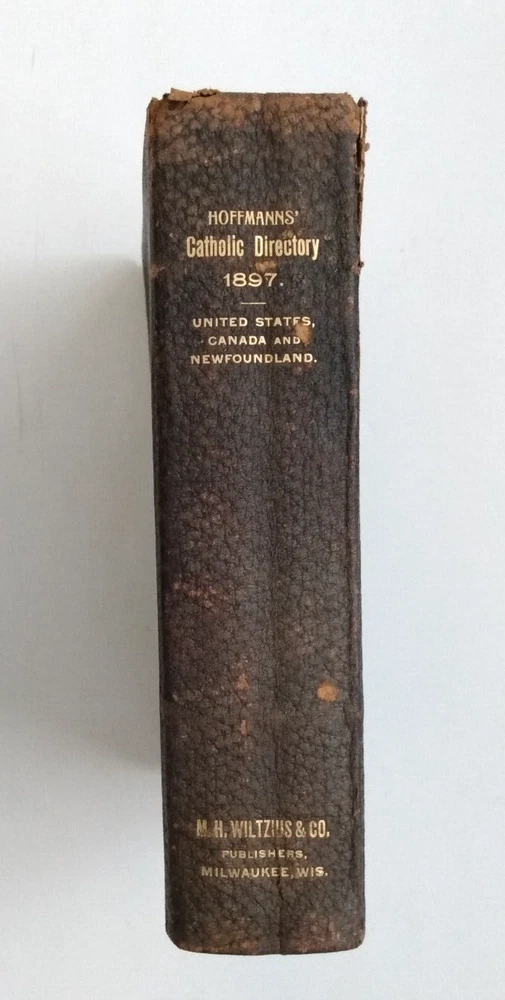 HOFFMANNS'
Catholic Directory
1897.
UNITED STATES,
CANADA AND
NEWFOUNDLAND.
M. H. WILTZIUS & CO.
PUBLISHERS,
MILWAUKEE, WIS.